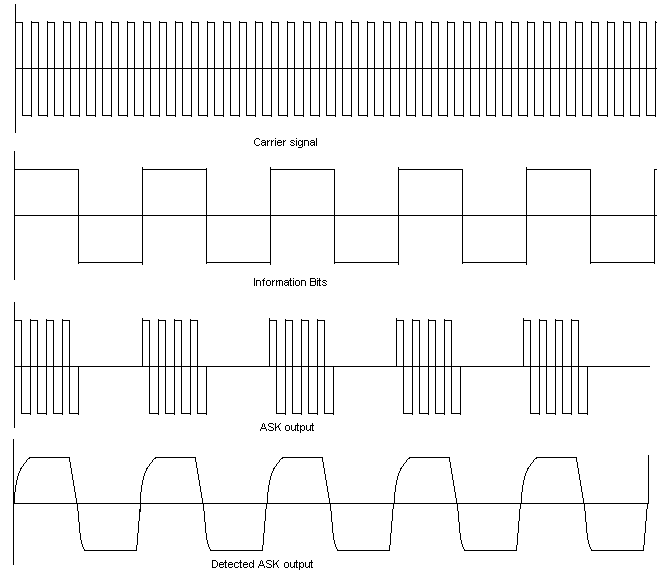 Carrier signal
Information Bits
ASK output
Detected ASK output